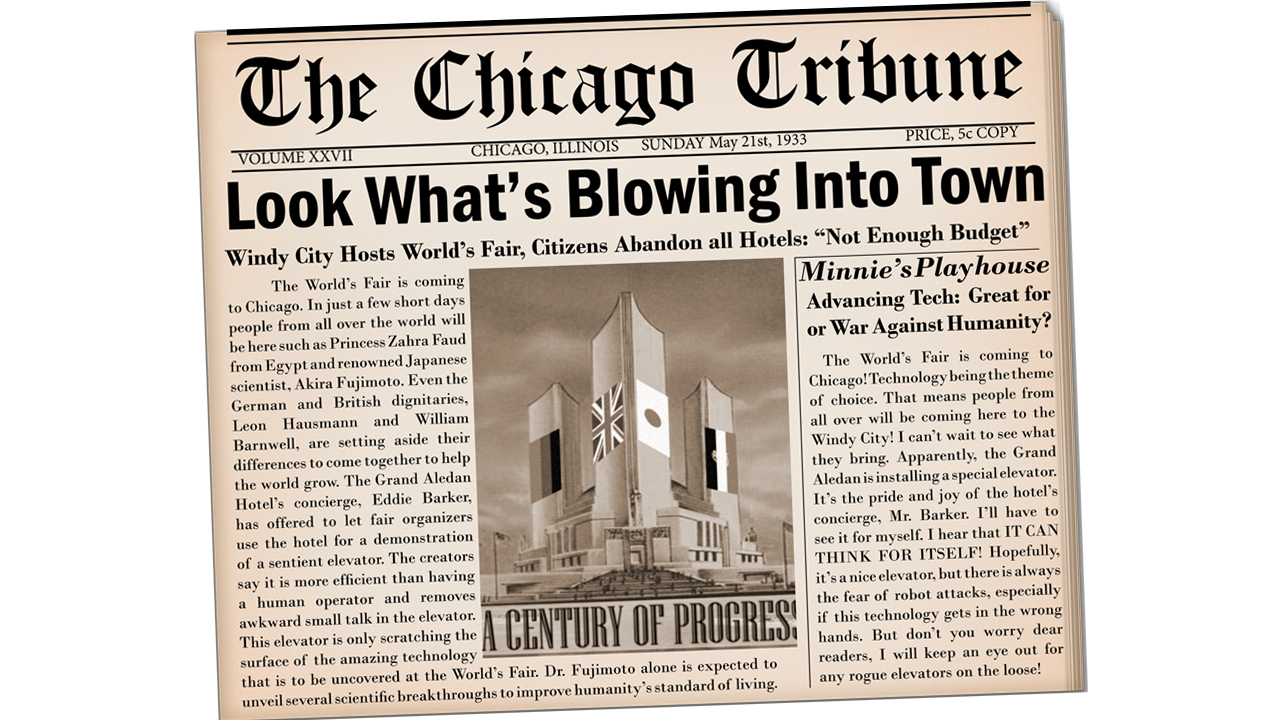 The Chicago Tribune
VOLUME XXVII
CHICAGO, ILLINOIS SUNDAY May 21st, 1933
PRICE, 5c COPY
Look What's Blowing Into Town
Windy City Hosts World's Fair, Citizens Abandon all Hotels: “Not Enough Budget”
The World's Fair is coming
to Chicago. In just a few short days
people from all over the world will
be here such as Princess Zahra Faud
from Egypt and renowned Japanese
scientist, Akira Fujimoto. Even the
German and British dignitaries,
Leon Hausmann and William
Barnwell, are setting aside their
differences to come together to help
the world grow. The Grand Aledan
Hotel's concierge, Eddie Barker,
has offered to let fair organizers
use the hotel for a demonstration
of a sentient elevator. The creators
say it is more efficient than having
a human operator and removes
awkward small talk in the elevator.
This elevator is only scratching the
surface of the amazing technology
that is to be uncovered at the World's Fair. Dr. Fujimoto alone is expected to
unveil several scientific breakthroughs to improve humanity's standard of living.
A CENTURY OF PROGRESS
Minnie's Playhouse
Advancing Tech: Great for
or War Against Humanity?
The World's Fair is coming to
Chicago! Technology being the theme
of choice. That means people from
all over will be coming here to the
Windy City! I can't wait to see what
they bring. Apparently, the Grand
Aledan is installing a special elevator.
It's the pride and joy of the hotel's
concierge, Mr. Barker. I'll have to
see it for myself. I hear that IT CAN
THINK FOR ITSELF! Hopefully,
it's a nice elevator, but there is always
the fear of robot attacks, especially
if this technology gets in the wrong
hands. But don't you worry dear
readers, I will keep an eye out for
any rogue elevators on the loose!